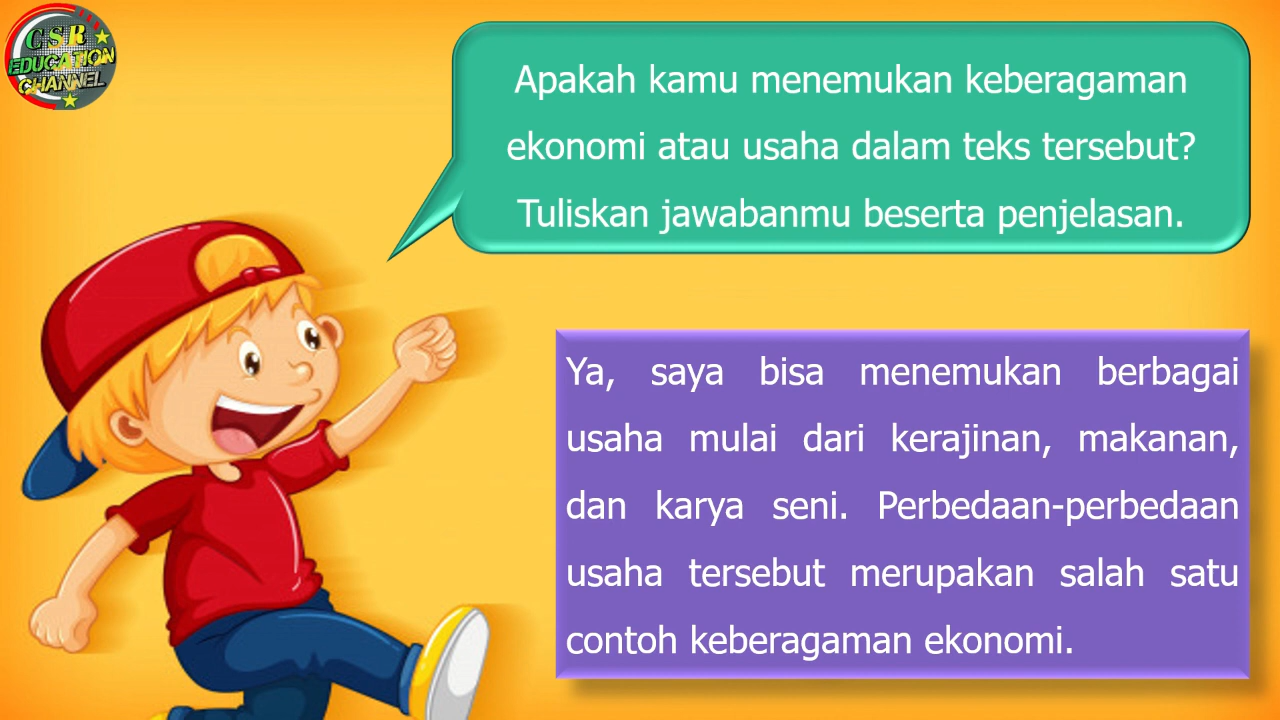 CSR
EDUCATION
CHANNEL
Apakah kamu menemukan keberagaman
ekonomi atau usaha dalam teks tersebut?
Tuliskan jawabanmu beserta penjelasan.
Ya, saya bisa menemukan berbagai
usaha mulai dari kerajinan, makanan,
dan karya seni. Perbedaan-perbedaan
usaha tersebut merupakan salah satu
contoh keberagaman ekonomi.